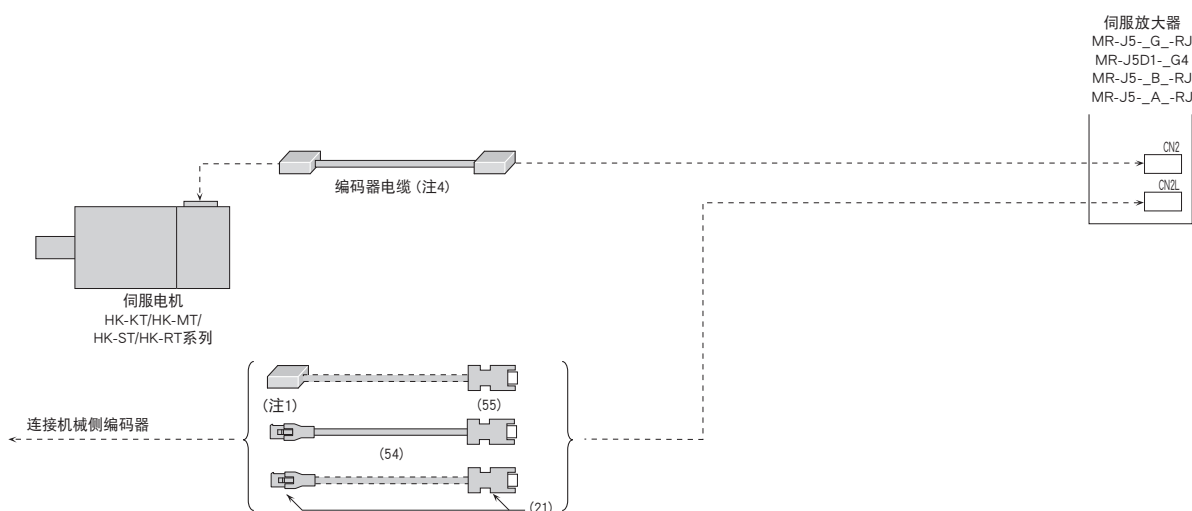 伺服放大器
MR-J5-_G_-RJ
MR-J5D1-_G4
MR-J5-_B_-RJ
MR-J5-_A_-RJ
CN2
CN2L
编码器电缆 (注4)
伺服电机
HK-KT/HK-MT/
HK-ST/HK-RT系列
(注1)
(55)
连接机械侧编码器
(54)
(21)